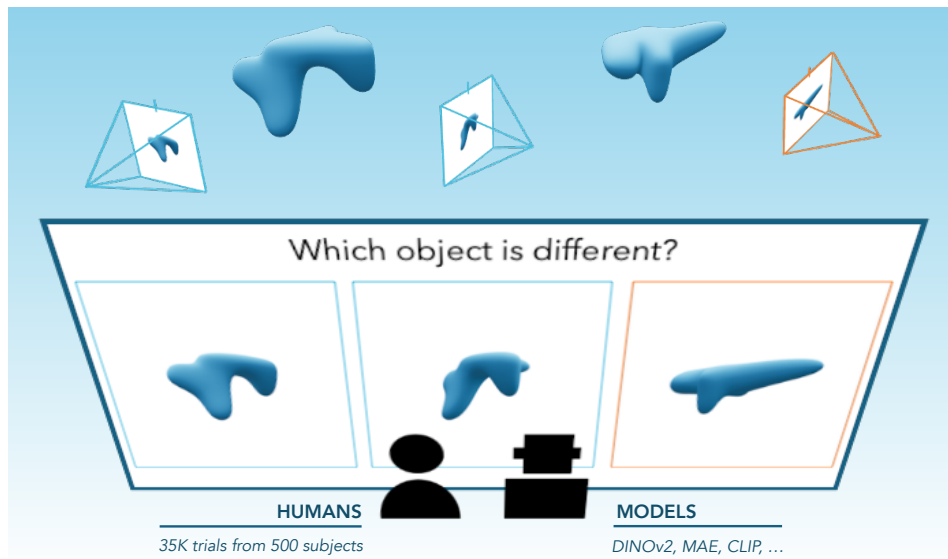 Which object is different?
HUMANS
35K trials from 500 subjects
MODELS
DINOv2, MAE, CLIP, ...